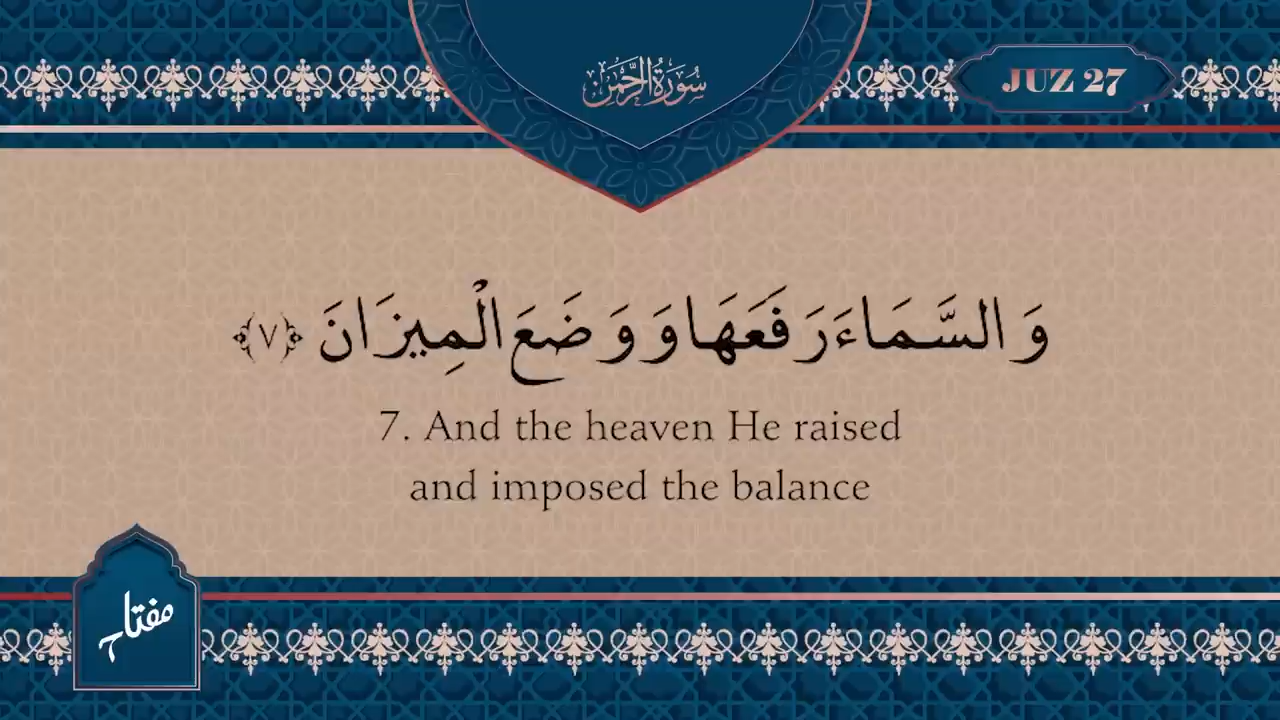 سُورَةُ الرَّحْمٰن
JUZ 27
وَالسَّمَاءَ رَفَعَهَا وَوَضَعَ الْمِيزَانَ ﴿٧﴾
7. And the heaven He raised
and imposed the balance
مفتاح